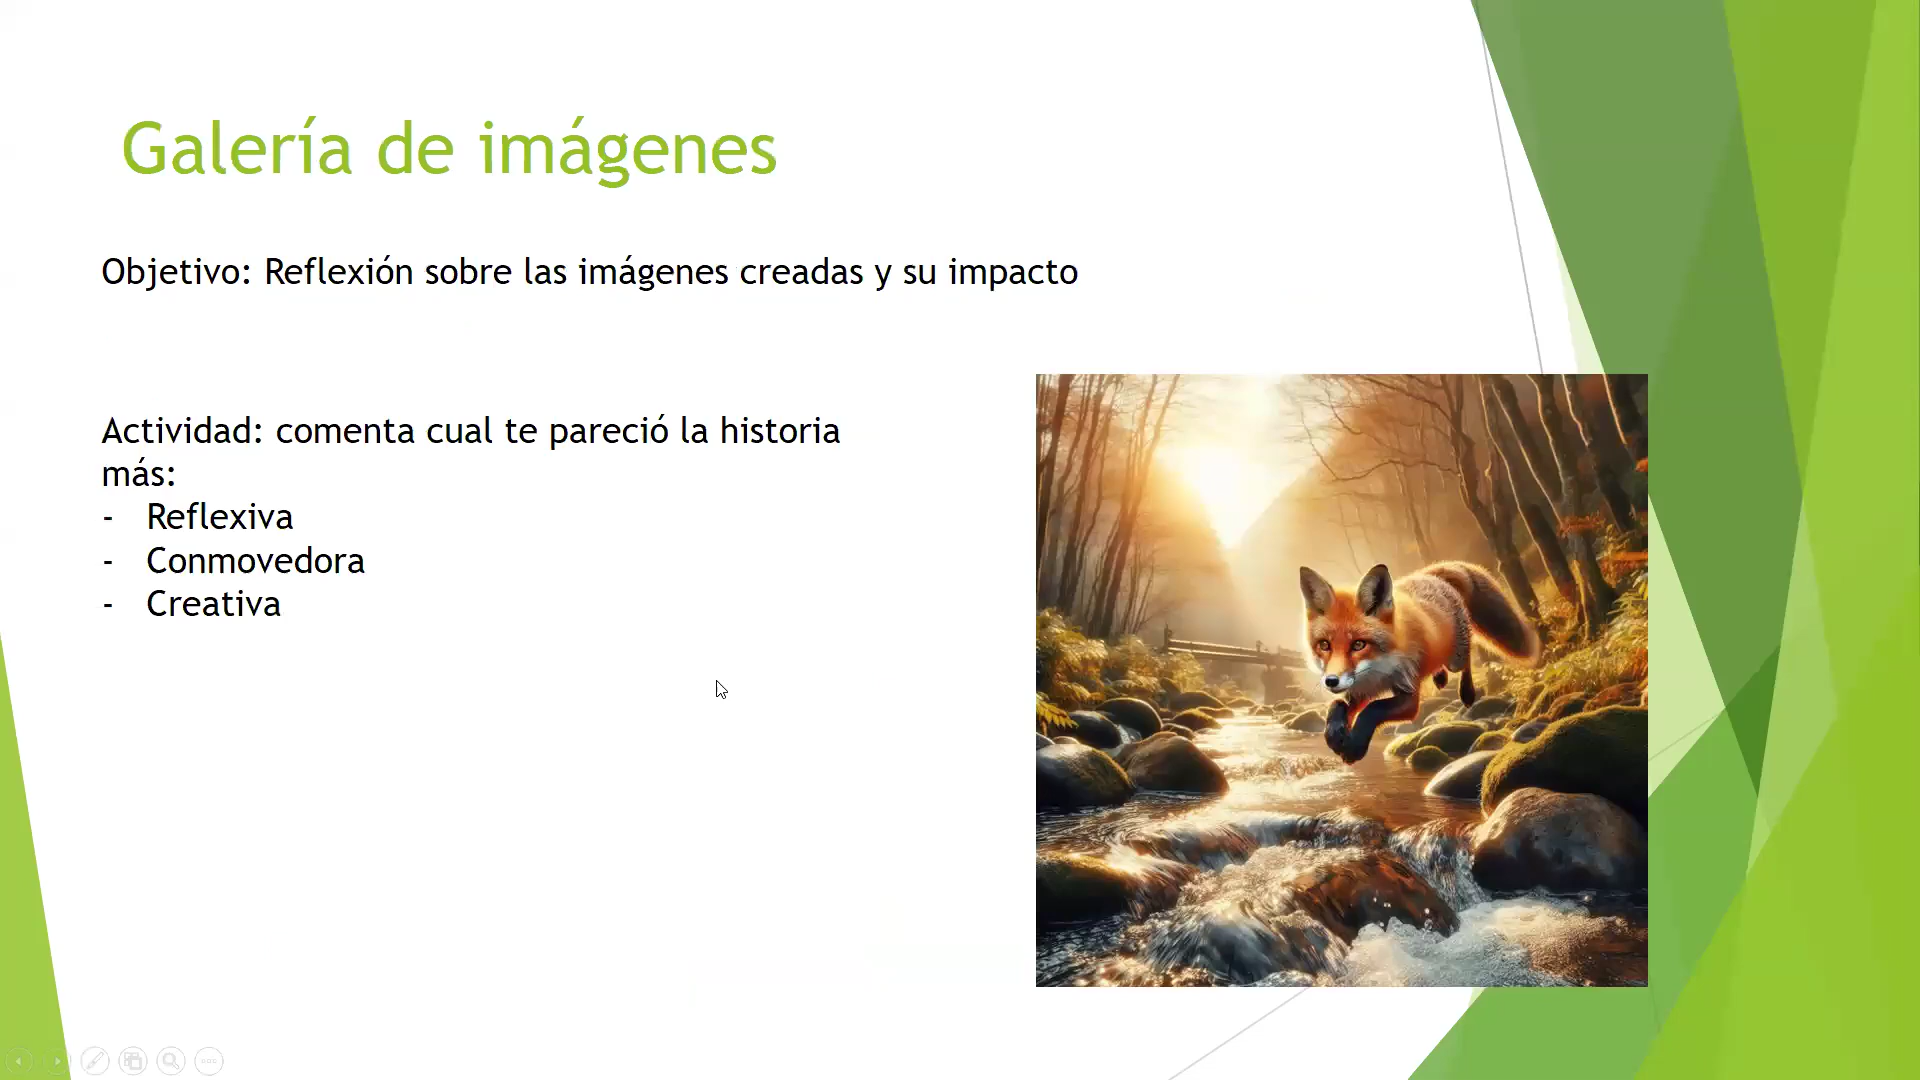 Galería de imágenes
Objetivo: Reflexión sobre las imágenes creadas y su impacto
Actividad: comenta cual te pareció la historia
más:
- Reflexiva
- Conmovedora
- Creativa